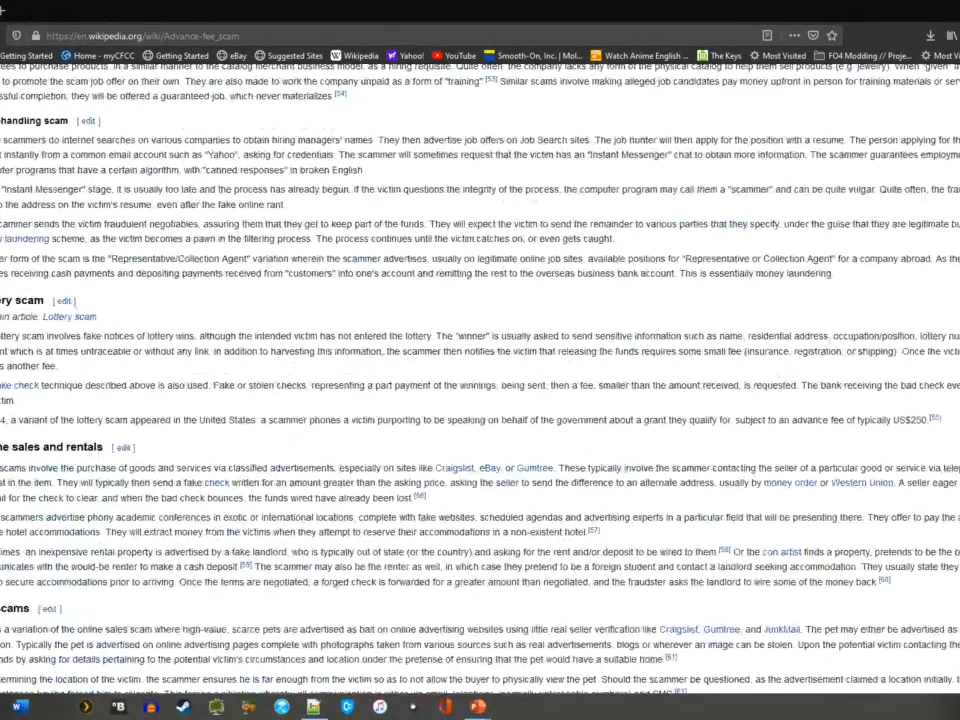 https://en.wikipedia.org/wiki/Advance-fee_scam
Getting Started Home - myCFCC Getting Started eBay Suggested Sites Wikipedia Yahoo! YouTube Smooth-On, Inc. | Mol... Watch Anime English ... The Keys Most Visited FO4 Modding // Proje... Most Vi
ees to purchase products, in a similar manner to the catalog merchant business model, as a hiring requisite. Quite often, the company lacks any form of the physical catalog to help them sell products (e.g. jewelry). When "given"
to promote the scam job offer on their own. They are also made to work the company unpaid as a form of "training".[53] Similar scams involve making alleged job candidates pay money upfront in person for training materials or serv
ssful completion, they will be offered a guaranteed job, which never materializes.[54]
-handling scam [edit]
scammers do internet searches on various companies to obtain hiring managers' names. They then advertise job offers on Job Search sites. The job hunter will then apply for the position with a resume. The person applying for th
t instantly from a common email account such as "Yahoo", asking for credentials. The scammer will sometimes request that the victim has an "Instant Messenger" chat to obtain more information. The scammer guarantees employm
ter programs that have a certain algorithm, with "canned responses" in broken English
"Instant Messenger" stage, it is usually too late and the process has already begun. If the victim questions the integrity of the process, the computer program may call them a "scammer" and can be quite vulgar. Quite often, the fra
o the address on the victim's resume, even after the fake online rant.
cammer sends the victim fraudulent negotiables, assuring them that they get to keep part of the funds. They will expect the victim to send the remainder to various parties that they specify, under the guise that they are legitimate bu
y laundering scheme, as the victim becomes a pawn in the filtering process. The process continues until the victim catches on, or even gets caught.
er form of the scam is the "Representative/Collection Agent" variation wherein the scammer advertises, usually on legitimate online job sites, available positions for "Representative or Collection Agent" for a company abroad. As the
es receiving cash payments and depositing payments received from "customers" into one's account and remitting the rest to the overseas business bank account. This is essentially money laundering
ery scam [edit]
in article: Lottery scam
ottery scam involves fake notices of lottery wins, although the intended victim has not entered the lottery. The "winner" is usually asked to send sensitive information such as name, residential address, occupation/position, lottery nu
nt which is at times untraceable or without any link. In addition to harvesting this information, the scammer then notifies the victim that releasing the funds requires some small fee (insurance, registration, or shipping). Once the victi
s another fee.
ake check technique described above is also used. Fake or stolen checks, representing a part payment of the winnings, being sent; then a fee, smaller than the amount received, is requested. The bank receiving the bad check eve
tim.
4, a variant of the lottery scam appeared in the United States: a scammer phones a victim purporting to be speaking on behalf of the government about a grant they qualify for, subject to an advance fee of typically US$250.[55]
ne sales and rentals [edit]
scams involve the purchase of goods and services via classified advertisements, especially on sites like Craigslist, eBay, or Gumtree. These typically involve the scammer contacting the seller of a particular good or service via tele
st in the item. They will typically then send a fake check written for an amount greater than the asking price, asking the seller to send the difference to an alternate address, usually by money order or Western Union. A seller eager
il for the check to clear, and when the bad check bounces, the funds wired have already been lost.[56]
scammers advertise phony academic conferences in exotic or international locations, complete with fake websites, scheduled agendas and advertising experts in a particular field that will be presenting there. They offer to pay the a
e hotel accommodations. They will extract money from the victims when they attempt to reserve their accommodations in a non-existent hotel.[57]
imes, an inexpensive rental property is advertised by a fake landlord, who is typically out of state (or the country) and asking for the rent and/or deposit to be wired to them.[58] Or the con artist finds a property, pretends to be the o
unicates with the would-be renter to make a cash deposit.[59] The scammer may also be the renter as well, in which case they pretend to be a foreign student and contact a landlord seeking accommodation. They usually state they
o secure accommodations prior to arriving. Once the terms are negotiated, a forged check is forwarded for a greater amount than negotiated, and the fraudster asks the landlord to wire some of the money back.[60]
cams [edit]
s a variation of the online sales scam where high-value, scarce pets are advertised as bait on online advertising websites using little real seller verification like Craigslist, Gumtree, and JunkMail. The pet may either be advertised as
on. Typically the pet is advertised on online advertising pages complete with photographs taken from various sources such as real advertisements, blogs or wherever an image can be stolen. Upon the potential victim contacting the
nds by asking for details pertaining to the potential victim's circumstances and location under the pretense of ensuring that the pet would have a suitable home.[61]
termining the location of the victim, the scammer ensures he is far enough from the victim so as to not allow the buyer to physically view the pet. Should the scammer be questioned, as the advertisement claimed a location initially, t